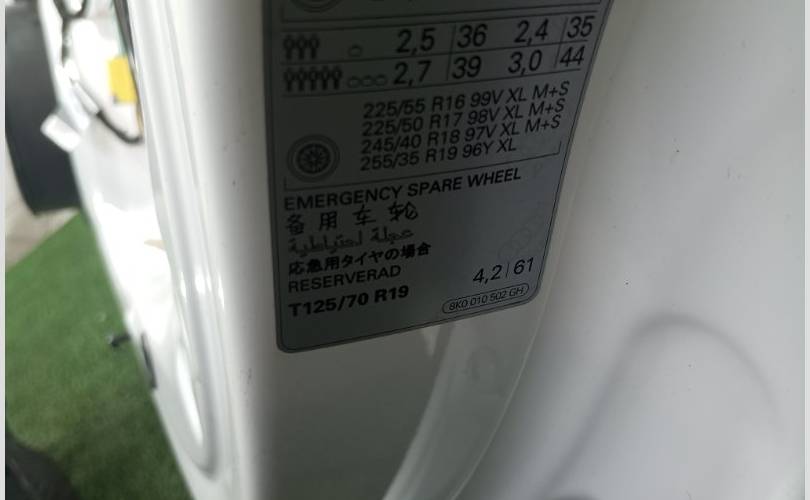 2,5 36 2,4 35
2,7 39 3,0 44
225/55 R16 99V XL M+S
225/50 R17 98V XL M+S
245/40 R18 97V XL M+S
255/35 R19 96Y XL
EMERGENCY SPARE WHEEL
备用车轮
عجلة احتياطية
応急用タイヤの場合
RESERVERAD
T125/70 R19
4,2 61
8K0 010 502 GH